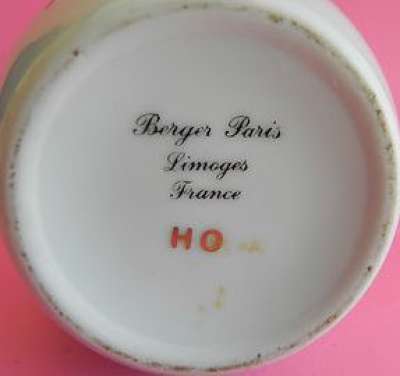 Berger Paris
Limoges
France
HO